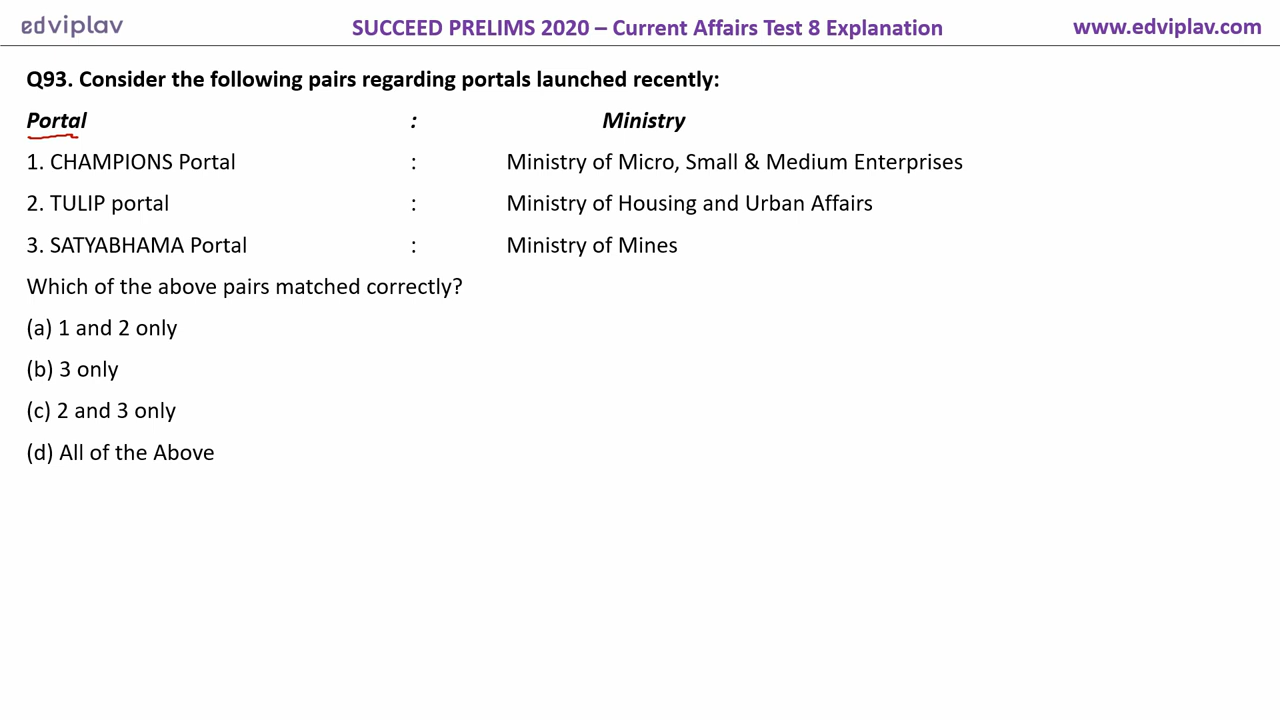 edviplav SUCCEED PRELIMS 2020 – Current Affairs Test 8 Explanation www.edviplav.com
Q93. Consider the following pairs regarding portals launched recently:
Portal : Ministry
1. CHAMPIONS Portal : Ministry of Micro, Small & Medium Enterprises
2. TULIP portal : Ministry of Housing and Urban Affairs
3. SATYABHAMA Portal : Ministry of Mines
Which of the above pairs matched correctly?
(a) 1 and 2 only
(b) 3 only
(c) 2 and 3 only
(d) All of the Above